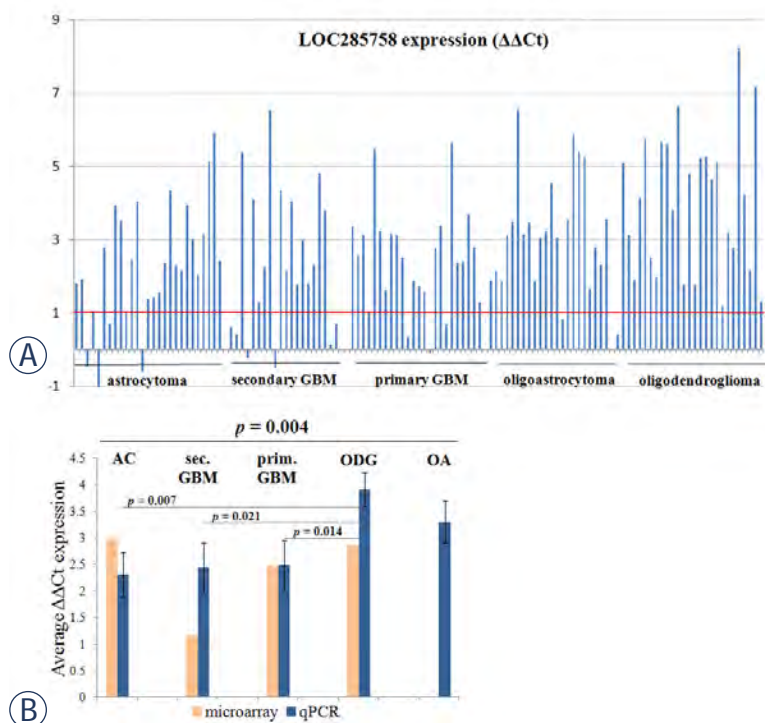 LOC285758 expression (ΔΔCt)
9
7
5
3
1
-1
A
astrocytoma
secondary GBM
primary GBM
oligoastrocytoma
oligodendroglioma
p = 0.004
AC
sec. GBM
prim. GBM
ODG
OA
4.5
4
3.5
3
2.5
2
1.5
1
0.5
0
Average ΔΔCt expression
p = 0.007
p = 0.021
p = 0.014
B
microarray
qPCR